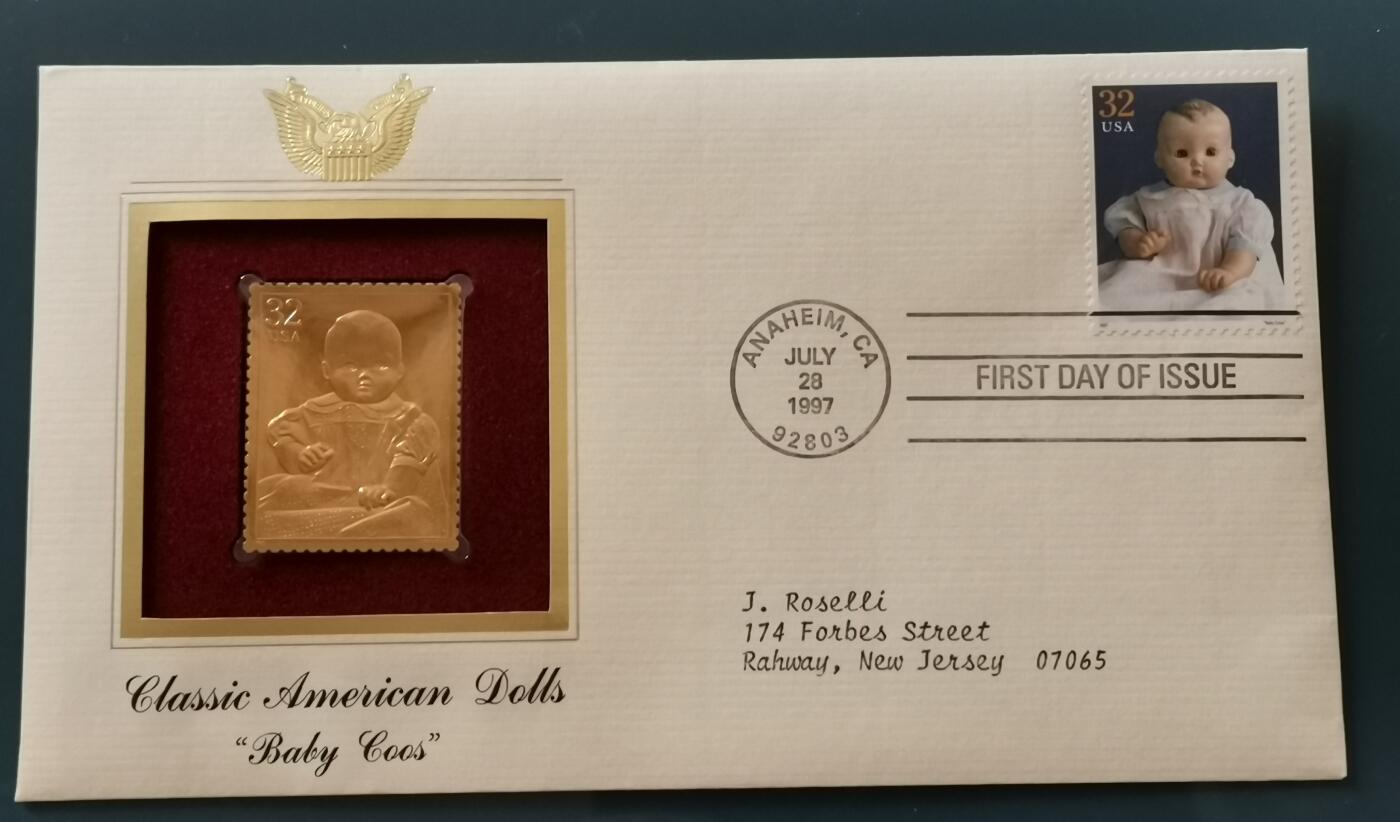 32
USA
32
USA
ANAHEIM, CA
JULY
28
1997
92803
FIRST DAY OF ISSUE
J. Roselli
174 Forbes Street
Rahway, New Jersey 07065
Classic American Dolls
“Baby Coos”